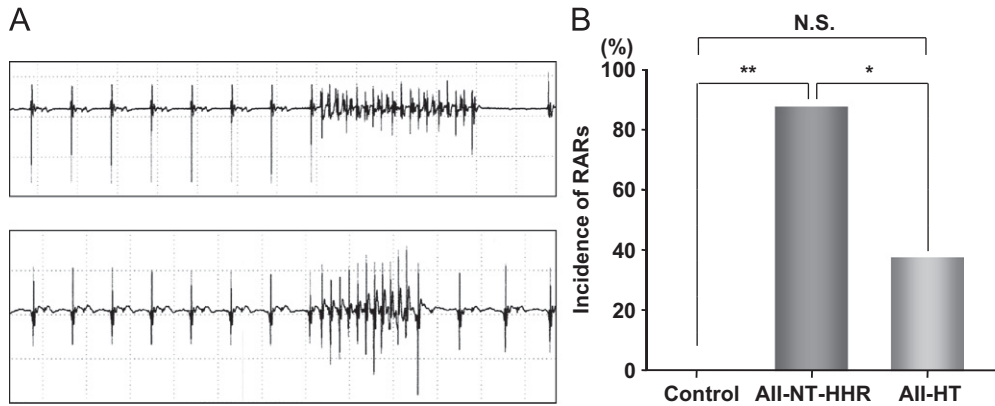 A
B
N.S.
(%)
** *
100
80
60
40
20
0
Incidence of RARs
Control AII-NT-HHR AII-HT